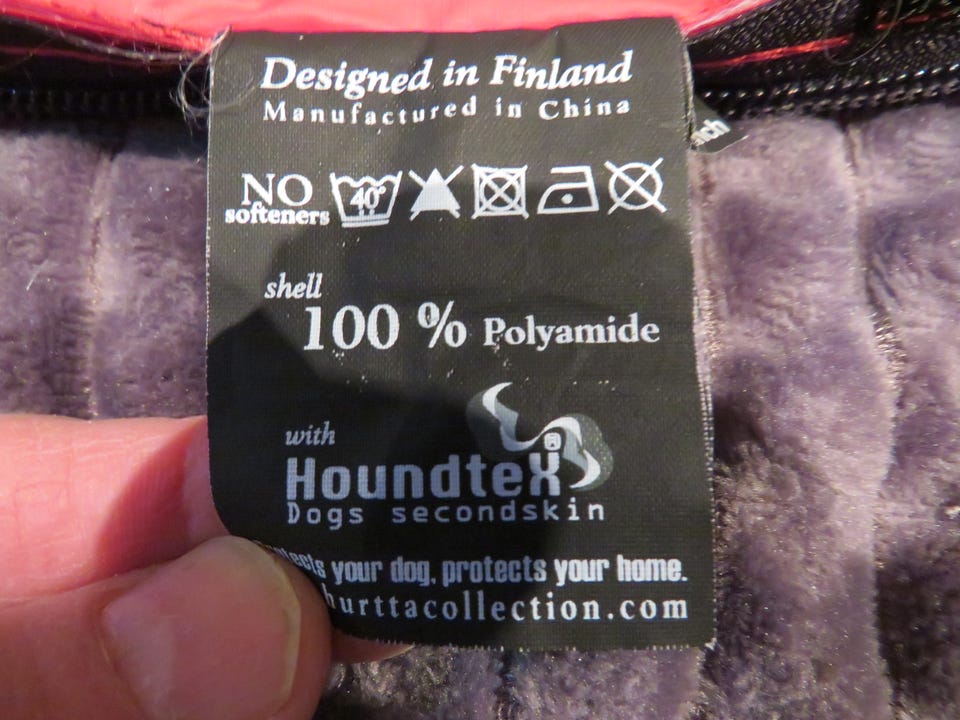 Designed in Finland
Manufactured in China
NO
softeners
40°
shell
100 % Polyamide
with
Houndtex®
Dogs secondskin
your dog, protects your home.
hurttacollection.com